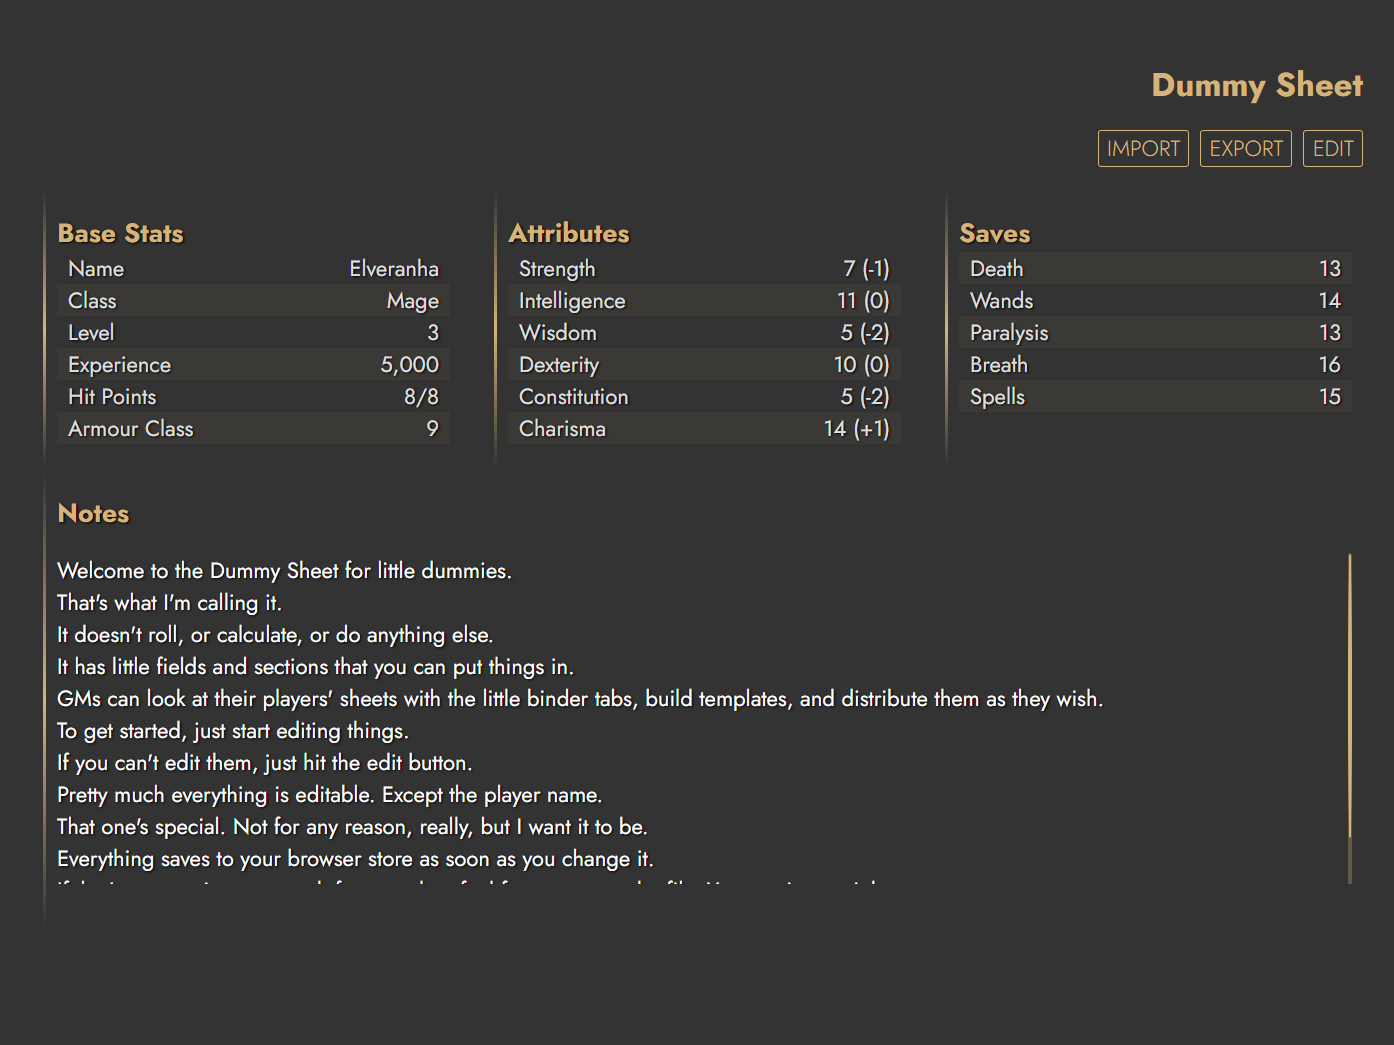 Dummy Sheet
IMPORT EXPORT EDIT
Base Stats
Name Elveranha
Class Mage
Level 3
Experience 5,000
Hit Points 8/8
Armour Class 9
Attributes
Strength 7 (-1)
Intelligence 11 (0)
Wisdom 5 (-2)
Dexterity 10 (0)
Constitution 5 (-2)
Charisma 14 (+1)
Saves
Death 13
Wands 14
Paralysis 13
Breath 16
Spells 15
Notes
Welcome to the Dummy Sheet for little dummies.
That's what I'm calling it.
It doesn't roll, or calculate, or do anything else.
It has little fields and sections that you can put things in.
GMs can look at their players' sheets with the little binder tabs, build templates, and distribute them as they wish.
To get started, just start editing things.
If you can't edit them, just hit the edit button.
Pretty much everything is editable. Except the player name.
That one's special. Not for any reason, really, but I want it to be.
Everything saves to your browser store as soon as you change it.